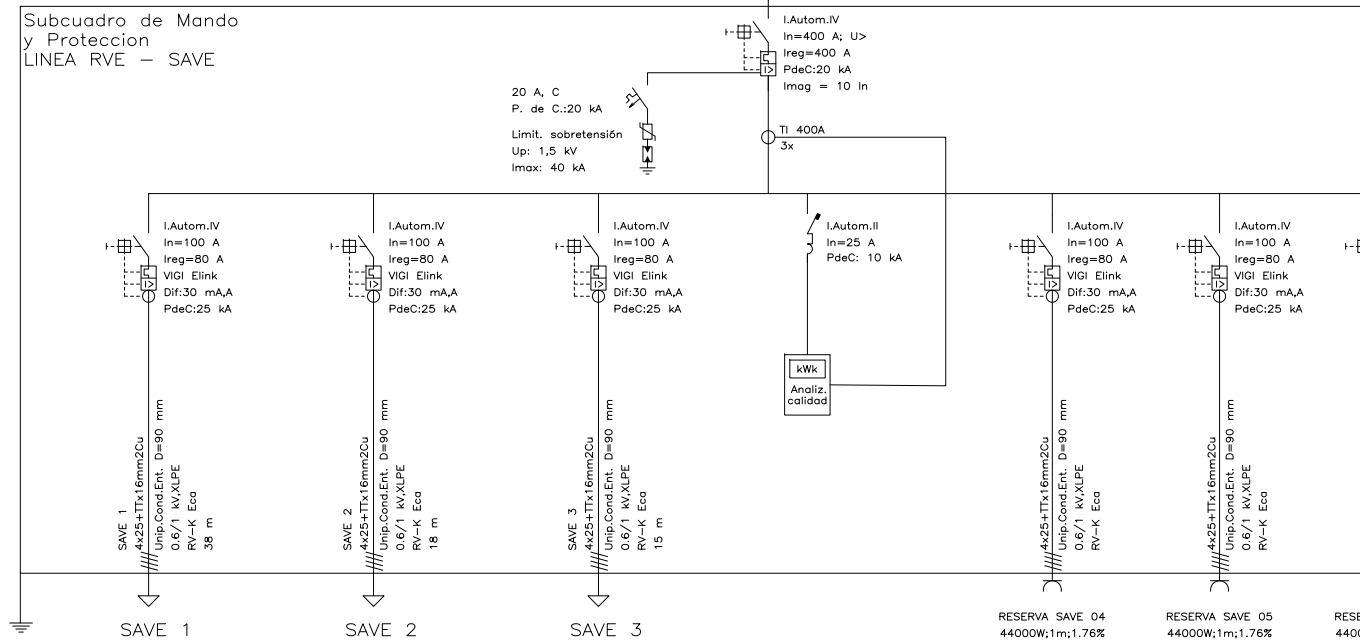 Subcuadro de Mando
y Proteccion
LINEA RVE - SAVE
I.Autom.IV
In=400 A; U>
Ireg=400 A
PdeC:20 kA
Imag = 10 In
I>
20 A, C
P. de C.:20 kA
Limit. sobretensión
Up: 1,5 kV
Imax: 40 kA
TI 400A
3x
I.Autom.IV
In=100 A
Ireg=80 A
VIGI Elink
Dif:30 mA,A
PdeC:25 kA
I>
I.Autom.IV
In=100 A
Ireg=80 A
VIGI Elink
Dif:30 mA,A
PdeC:25 kA
I>
I.Autom.IV
In=100 A
Ireg=80 A
VIGI Elink
Dif:30 mA,A
PdeC:25 kA
I>
I.Autom.II
In=25 A
PdeC: 10 kA
I.Autom.IV
In=100 A
Ireg=80 A
VIGI Elink
Dif:30 mA,A
PdeC:25 kA
I>
I.Autom.IV
In=100 A
Ireg=80 A
VIGI Elink
Dif:30 mA,A
PdeC:25 kA
I>
kWk
Analiz.
calidad
SAVE 1
4x25+TTx16mm2Cu
Unip.Cond.Ent. D=90 mm
0.6/1 kV,XLPE
RV-K Eca
38 m
SAVE 2
4x25+TTx16mm2Cu
Unip.Cond.Ent. D=90 mm
0.6/1 kV,XLPE
RV-K Eca
18 m
SAVE 3
4x25+TTx16mm2Cu
Unip.Cond.Ent. D=90 mm
0.6/1 kV,XLPE
RV-K Eca
15 m
4x25+TTx16mm2Cu
Unip.Cond.Ent. D=90 mm
0.6/1 kV,XLPE
RV-K Eca
4x25+TTx16mm2Cu
Unip.Cond.Ent. D=90 mm
0.6/1 kV,XLPE
RV-K Eca
SAVE 1
SAVE 2
SAVE 3
RESERVA SAVE 04
44000W;1m;1.76%
RESERVA SAVE 05
44000W;1m;1.76%